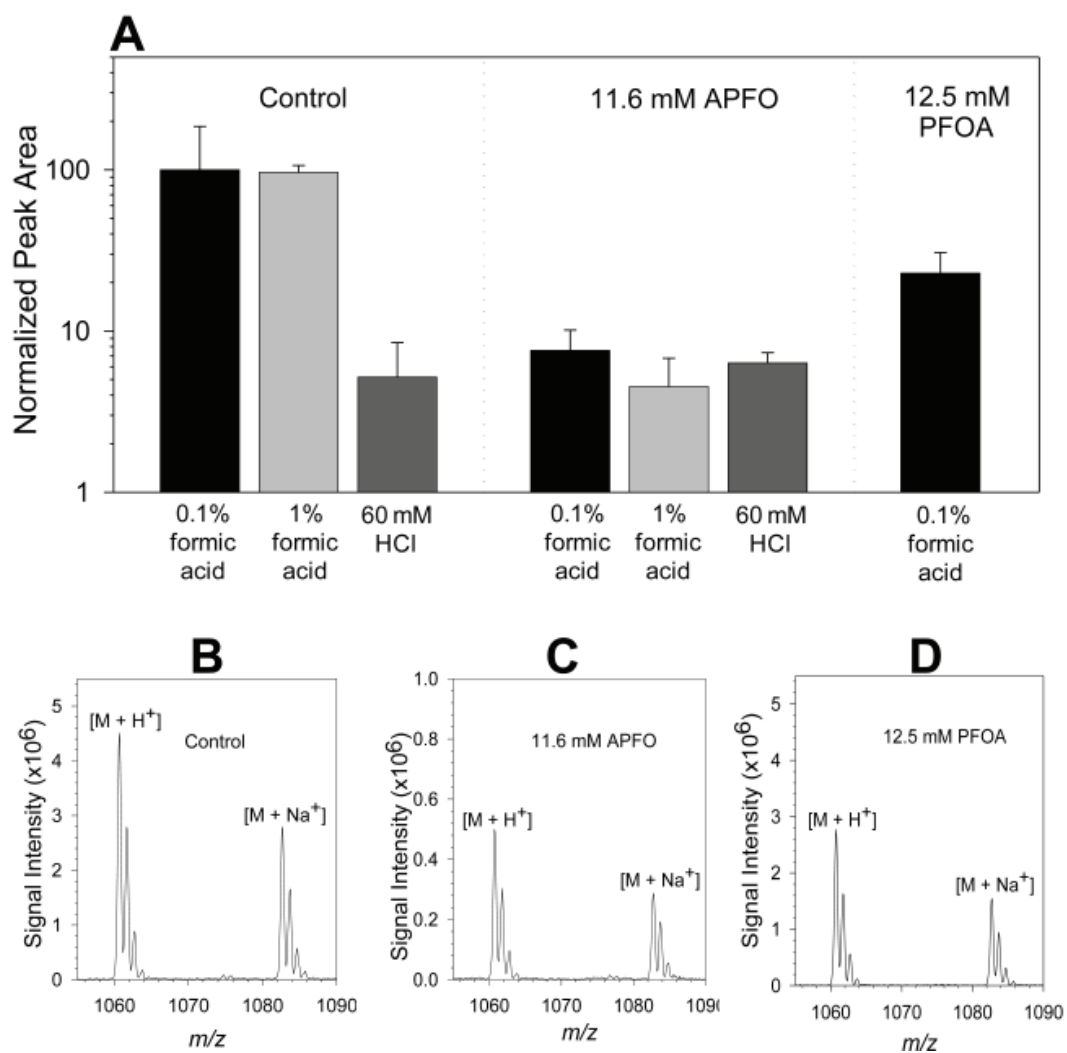 A
Normalized Peak Area
100
10
1
Control
11.6 mM APFO
12.5 mM
PFOA
0.1%
formic
acid
1%
formic
acid
60 mM
HCl
0.1%
formic
acid
1%
formic
acid
60 mM
HCl
0.1%
formic
acid
B
Signal Intensity (x10⁶)
5
4
3
2
1
0
[M + H⁺]
Control
[M + Na⁺]
1060 1070 1080 1090
m/z
C
Signal Intensity (x10⁶)
1.0
0.8
0.6
0.4
0.2
0.0
11.6 mM APFO
[M + H⁺]
[M + Na⁺]
1060 1070 1080 1090
m/z
D
Signal Intensity (x10⁶)
5
4
3
2
1
0
12.5 mM PFOA
[M + H⁺]
[M + Na⁺]
1060 1070 1080 1090
m/z